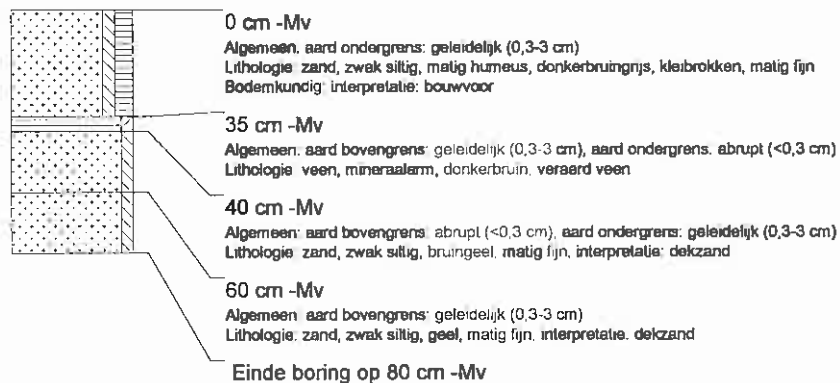 0 cm -Mv
Algemeen: aard ondergrens: geleidelijk (0,3-3 cm)
Lithologie: zand, zwak siltig, matig humeus, donkerbruingrijs, kleibrokken, matig fijn
Bodemkundig: interpretatie: bouwvoor
35 cm -Mv
Algemeen: aard bovengrens: geleidelijk (0,3-3 cm), aard ondergrens: abrupt (<0,3 cm)
Lithologie: veen, mineraalarm, donkerbruin, veraard veen
40 cm -Mv
Algemeen: aard bovengrens: abrupt (<0,3 cm), aard ondergrens: geleidelijk (0,3-3 cm)
Lithologie: zand, zwak siltig, bruingeel, matig fijn, interpretatie: dekzand
60 cm -Mv
Algemeen: aard bovengrens: geleidelijk (0,3-3 cm)
Lithologie: zand, zwak siltig, geel, matig fijn, interpretatie: dekzand
Einde boring op 80 cm -Mv